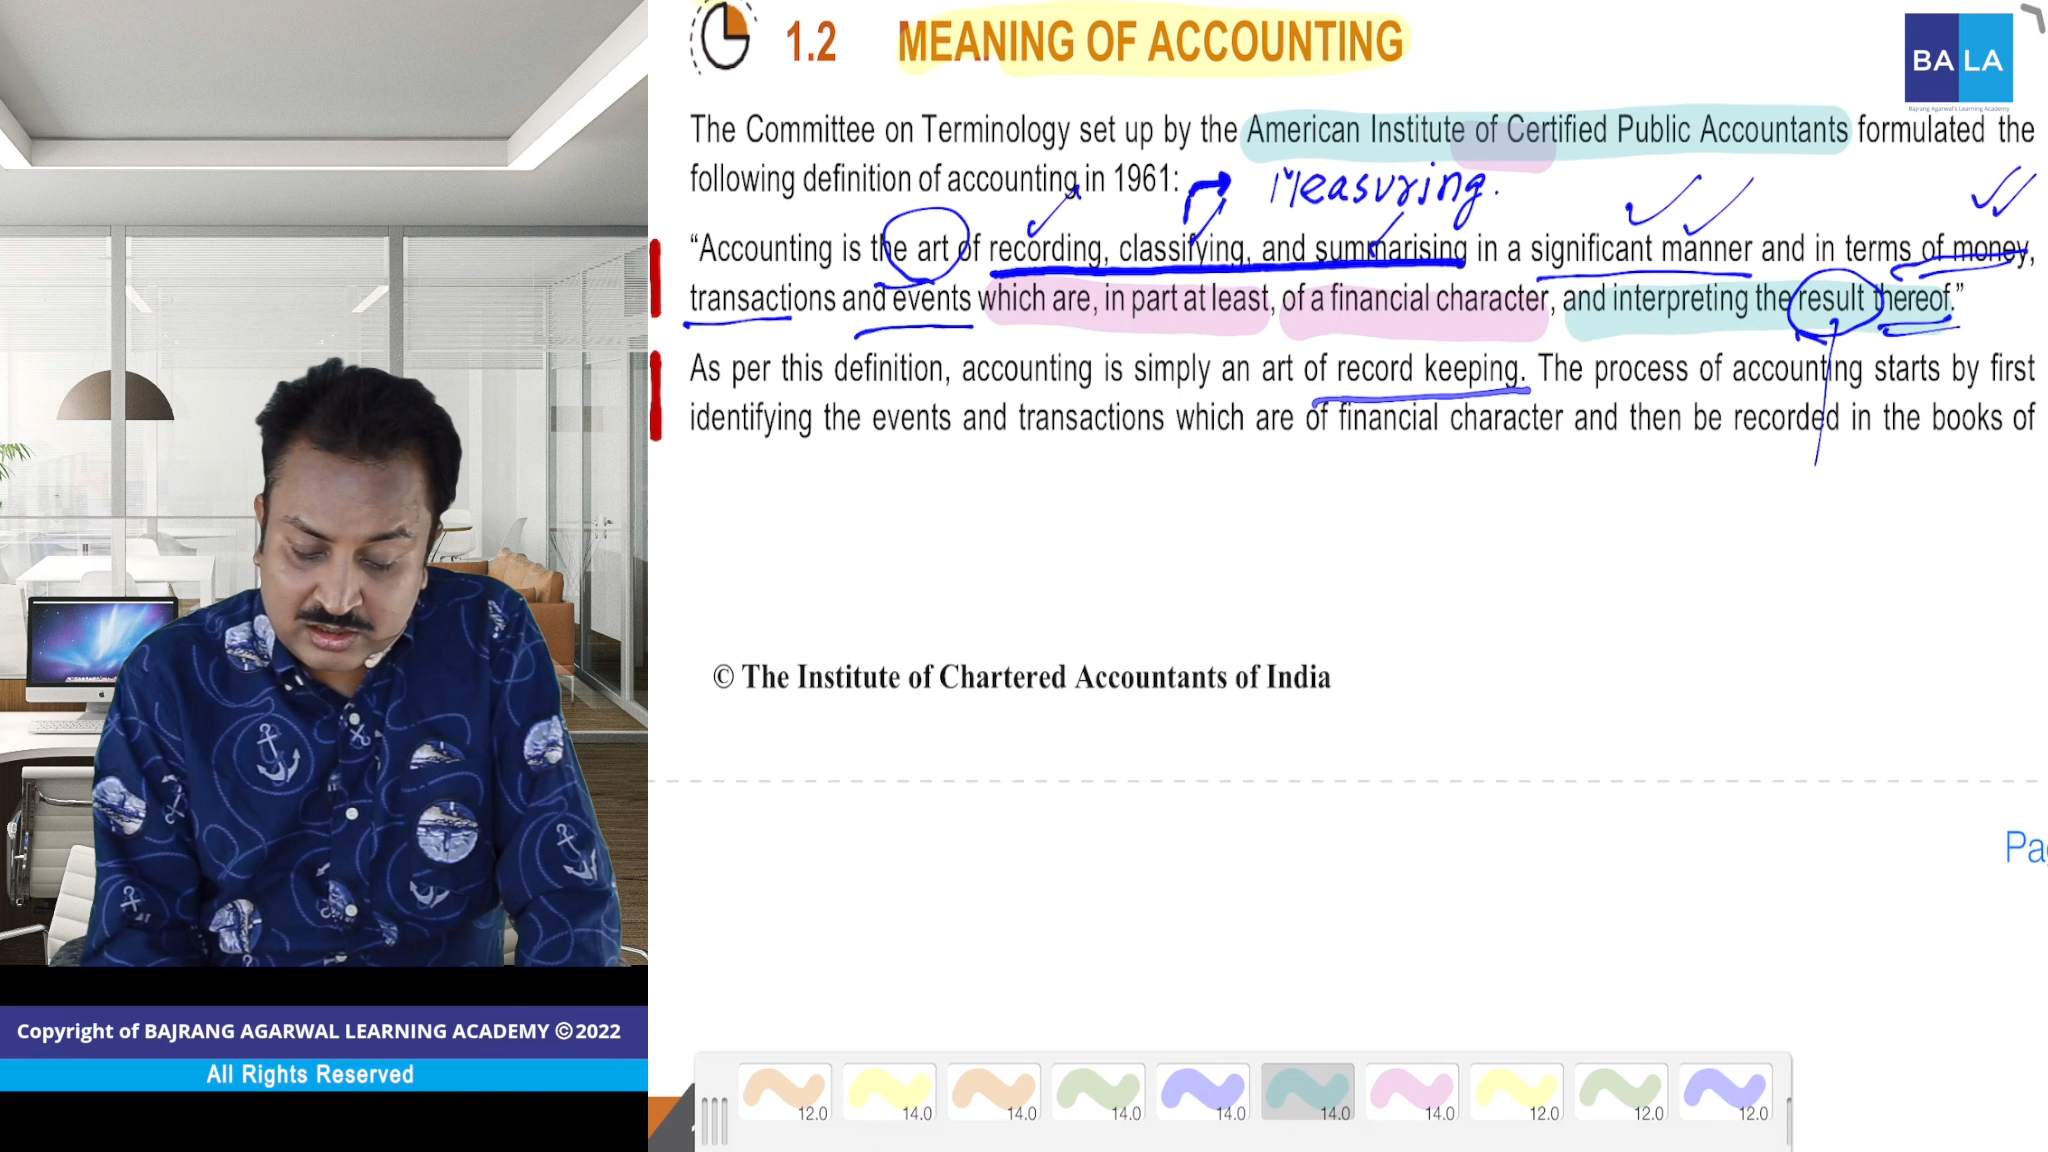 1.2 MEANING OF ACCOUNTING
BA LA
Bajrang Agarwal's Learning Academy
The Committee on Terminology set up by the American Institute of Certified Public Accountants formulated the
following definition of accounting in 1961:
Measuring.
“Accounting is the art of recording, classifying, and summarising in a significant manner and in terms of money,
transactions and events which are, in part at least, of a financial character, and interpreting the result thereof.”
As per this definition, accounting is simply an art of record keeping. The process of accounting starts by first
identifying the events and transactions which are of financial character and then be recorded in the books of
© The Institute of Chartered Accountants of India
Copyright of BAJRANG AGARWAL LEARNING ACADEMY ©2022
All Rights Reserved
12.0 14.0 14.0 14.0 14.0 14.0 14.0 12.0 12.0 12.0